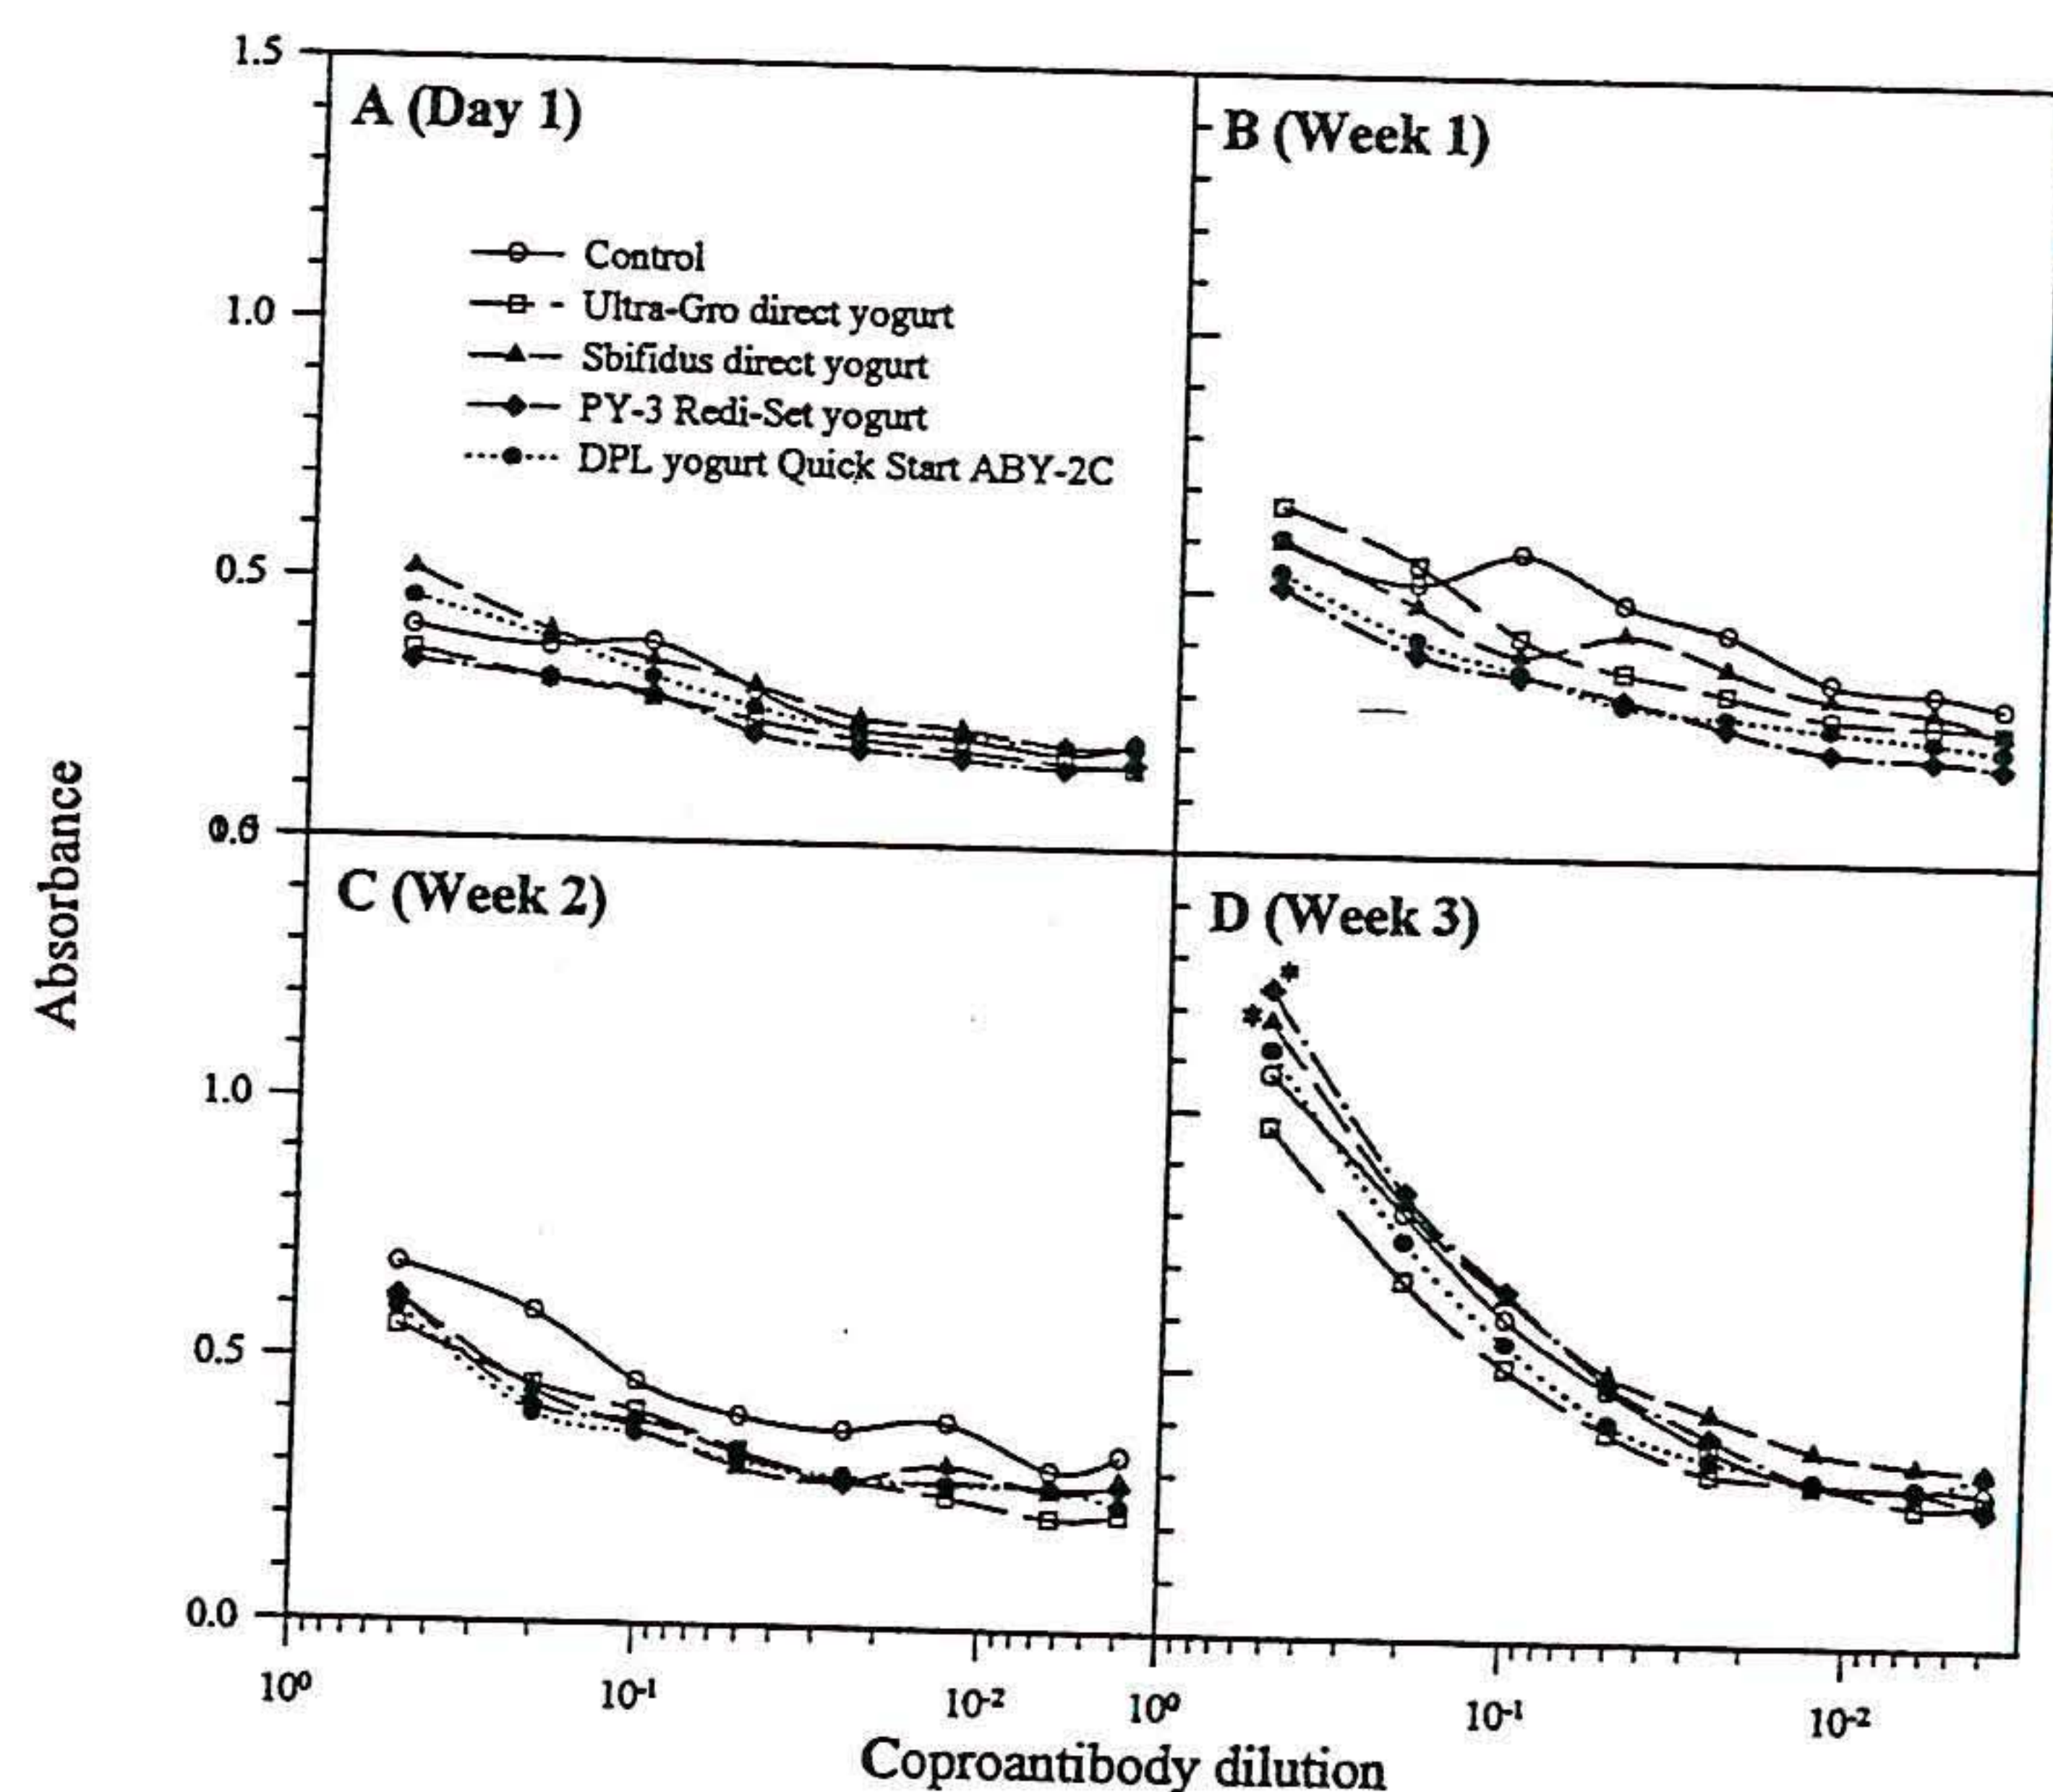 1.5
A (Day 1)
B (Week 1)
Control
Ultra-Gro direct yogurt
1.0
Sbifidus direct yogurt
PY-3 Redi-Set yogurt
DPL yogurt Quick Start ABY-2C
0.5
Absorbance
C (Week 2)
D (Week 3)
*
*
1.0
0.5
0.0
10⁰
10⁻¹
10⁻²
10⁰
10⁻¹
10⁻²
Coproantibody dilution